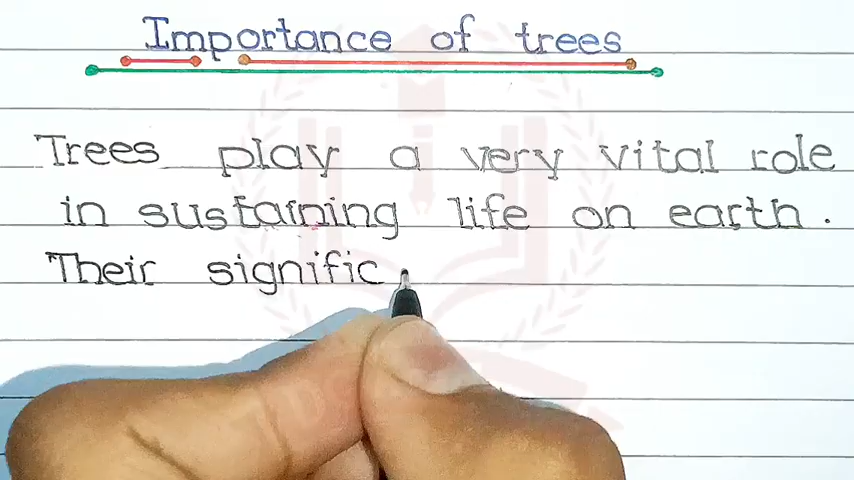 Importance of trees
Trees play a very vital role
in sustaining life on earth.
Their signific